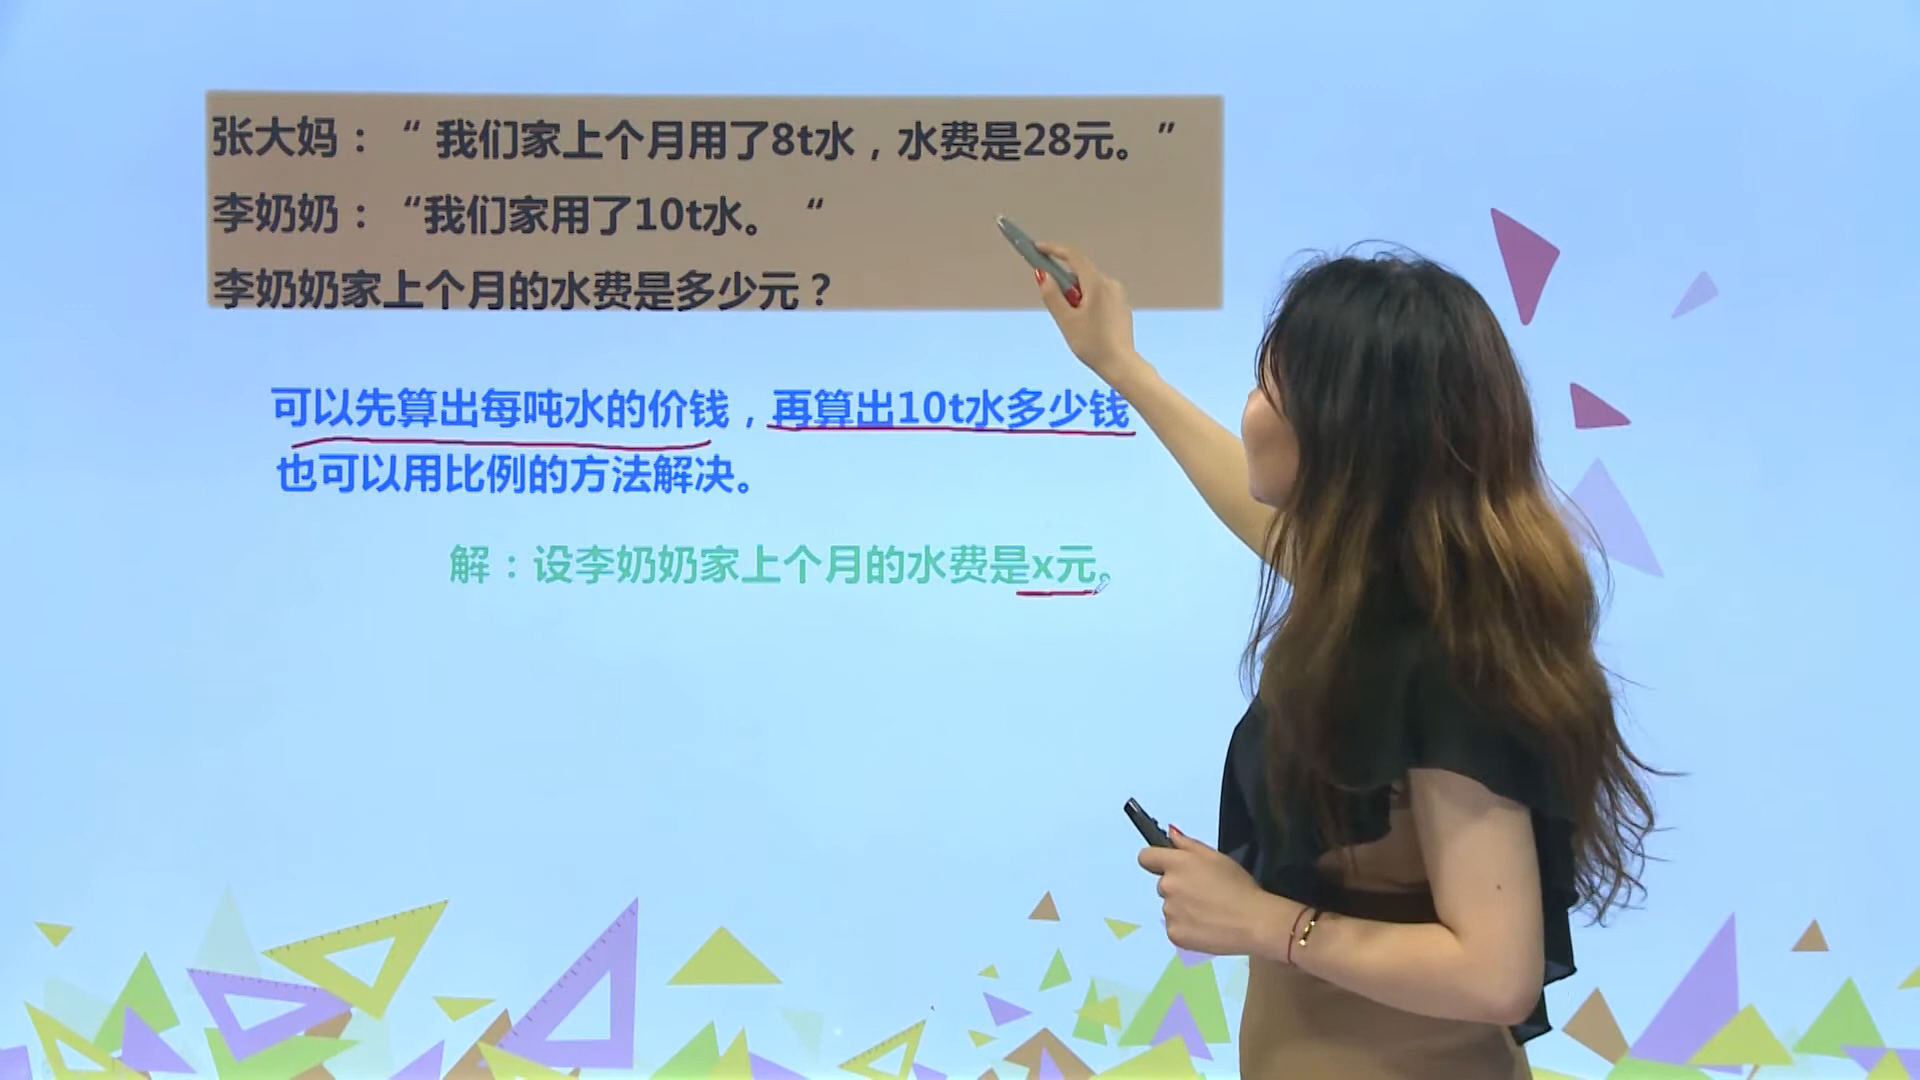 张大妈：“ 我们家上个月用了8t水，水费是28元。”
李奶奶：“我们家用了10t水。 “
李奶奶家上个月的水费是多少元？
可以先算出每吨水的价钱，再算出10t水多少钱
也可以用比例的方法解决。
解：设李奶奶家上个月的水费是x元。